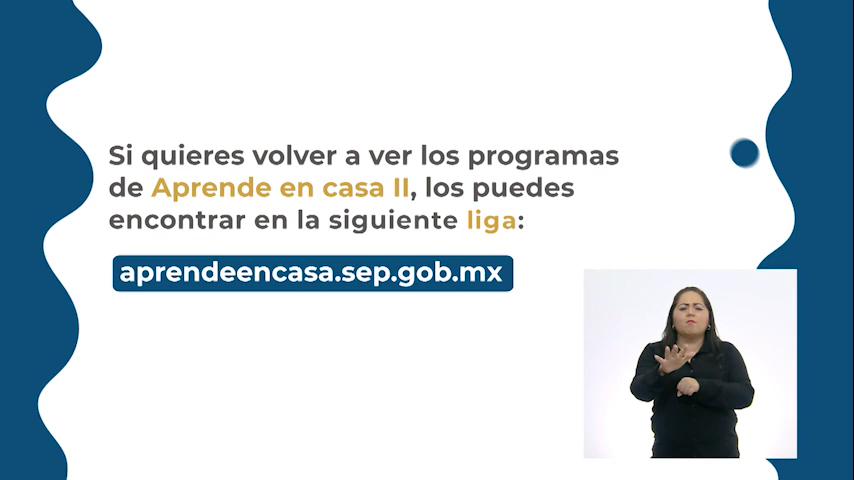 Si quieres volver a ver los programas
de Aprende en casa II, los puedes
encontrar en la siguiente liga:
aprendeencasa.sep.gob.mx